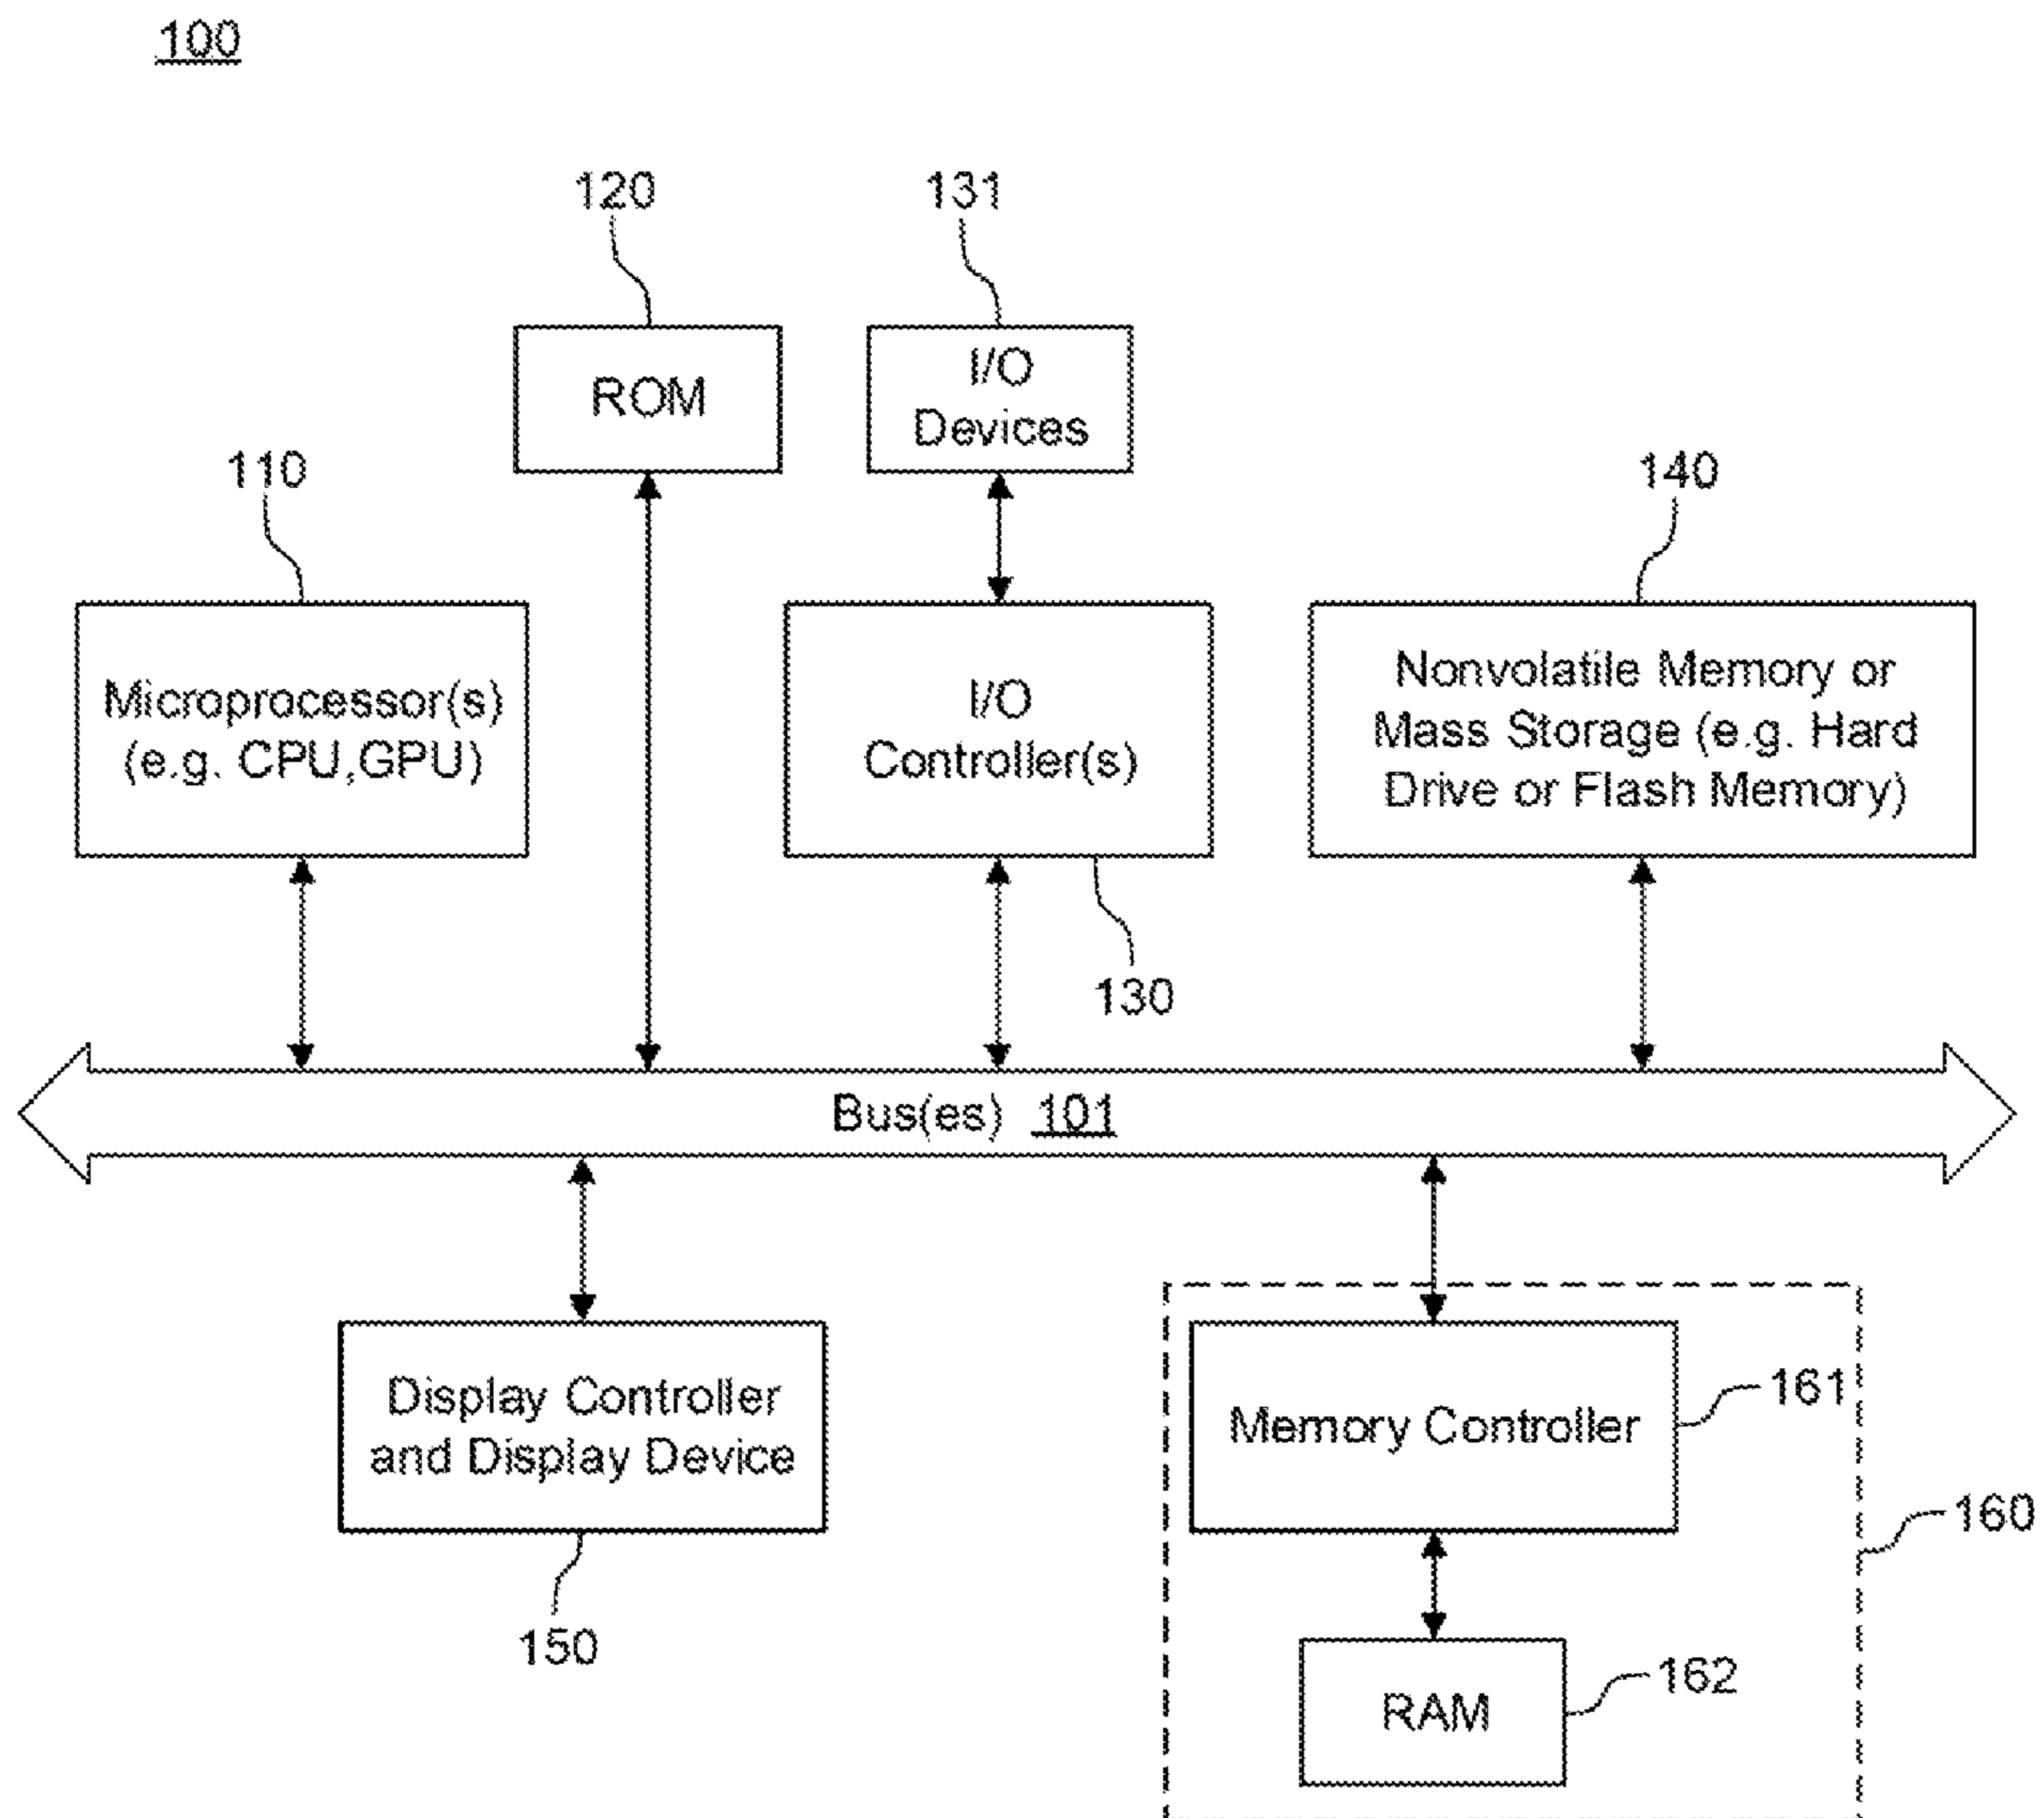 100
120
131
ROM
I/O
Devices
110
140
Microprocessor(s)
(e.g. CPU,GPU)
I/O
Controller(s)
Nonvolatile Memory or
Mass Storage (e.g. Hard
Drive or Flash Memory)
130
Bus(es) 101
Display Controller
and Display Device
Memory Controller
161
160
150
RAM
162